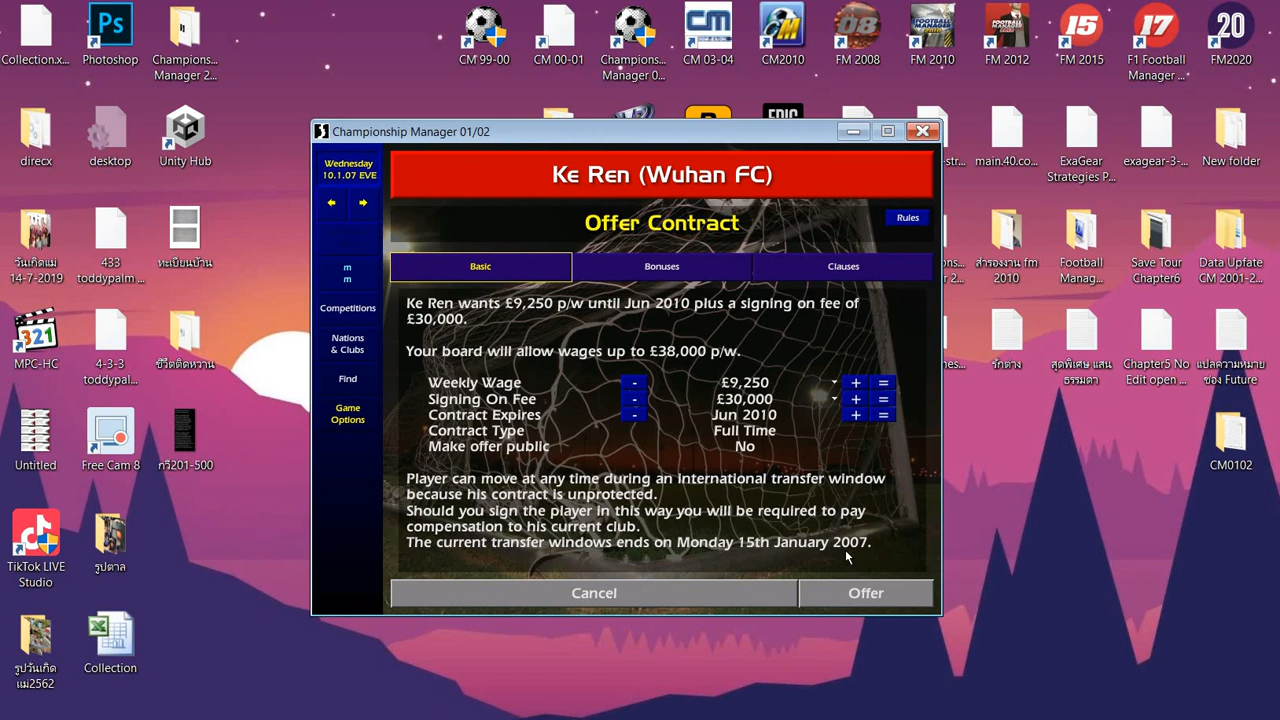 Collection.x...
Photoshop
Champions...
Manager 2...
CM 99-00
CM 00-01
Champions...
Manager 0...
CM 03-04
CM2010
FM 2008
FM 2010
FM 2012
FM 2015
F1 Football
Manager ...
FM2020
direcx
desktop
Unity Hub
main.40.co...
ExaGear
Strategies P...
exagear-3-...
New folder
วันเกิดแม่
14-7-2019
433
toddypalm...
ทะเบียนบ้าน
สำรองงาน fm
2010
Football
Manag...
Save Tour
Chapter6
Data Upfate
CM 2001-2...
MPC-HC
4-3-3
toddypalm...
ชีวิตติดหวาน
รักต่าง
สุดพิเศษ แสน
ธรรมดา
Chapter5 No
Edit open ...
แปลความหมาย
ของ Future
Untitled
Free Cam 8
กวี201-500
CM0102
TikTok LIVE
Studio
รูปตาล
รูปวันเกิด
แม่2562
Collection
Championship Manager 01/02
Wednesday
10.1.07 EVE
Ke Ren (Wuhan FC)
Offer Contract
Rules
m
m
Competitions
Nations
& Clubs
Find
Game
Options
Basic
Bonuses
Clauses
Ke Ren wants £9,250 p/w until Jun 2010 plus a signing on fee of
£30,000.
Your board will allow wages up to £38,000 p/w.
Weekly Wage - £9,250 + =
Signing On Fee - £30,000 + =
Contract Expires - Jun 2010 + =
Contract Type Full Time
Make offer public No
Player can move at any time during an international transfer window
because his contract is unprotected.
Should you sign the player in this way you will be required to pay
compensation to his current club.
The current transfer windows ends on Monday 15th January 2007.
Cancel
Offer